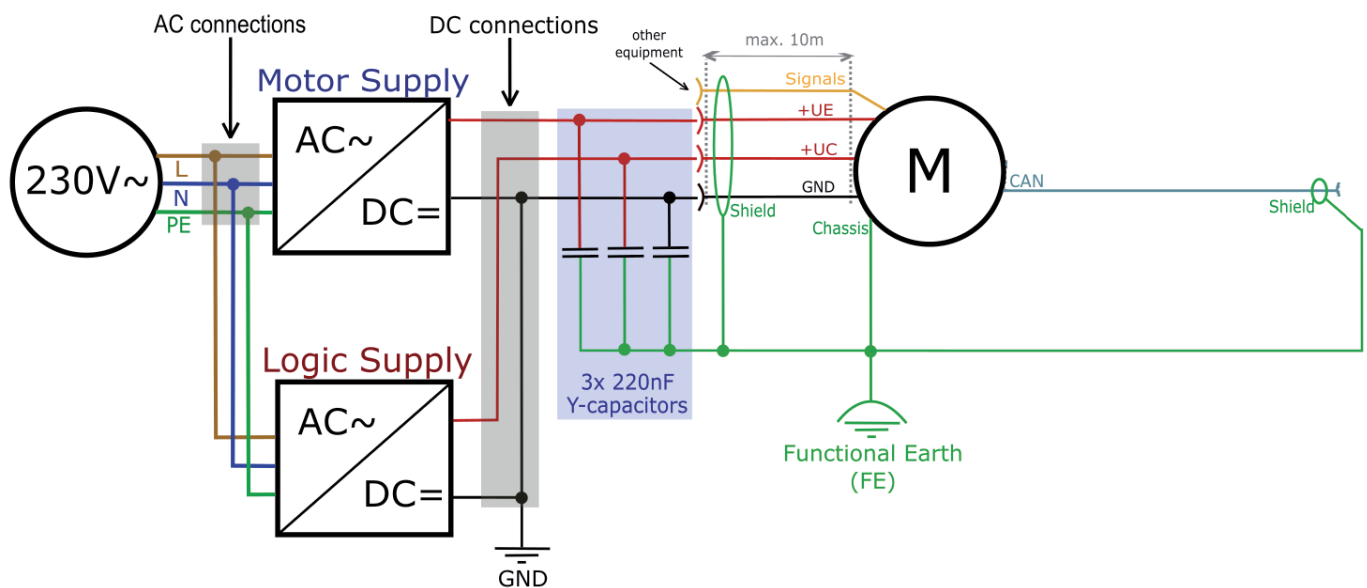 AC connections
DC connections
other
equipment
max. 10m
Motor Supply
Signals
+UE
+UC
GND
230V~
L
N
PE
AC~
DC=
M
CAN
Shield
Shield
Chassis
Logic Supply
AC~
DC=
3x 220nF
Y-capacitors
Functional Earth
(FE)
GND